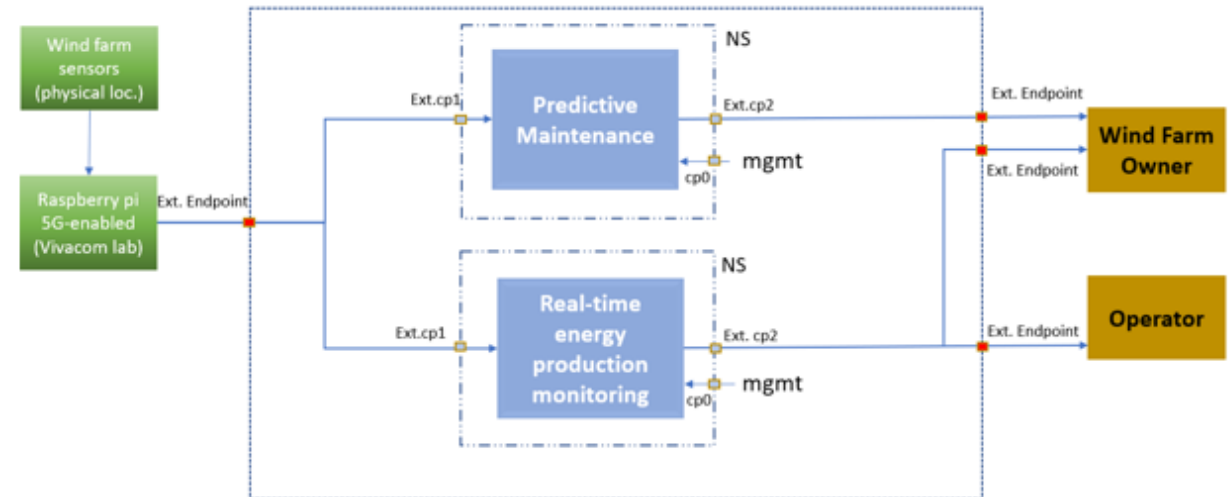 Wind farm
sensors
(physical loc.)
Raspberry pi
5G-enabled
(Vivacom lab)
Ext. Endpoint
NS
Ext.cp1
Predictive
Maintenance
Ext.cp2
mgmt
cp0
NS
Ext.cp1
Real-time
energy
production
monitoring
Ext. cp2
mgmt
cp0
Ext. Endpoint
Wind Farm
Owner
Ext. Endpoint
Operator
Ext. Endpoint